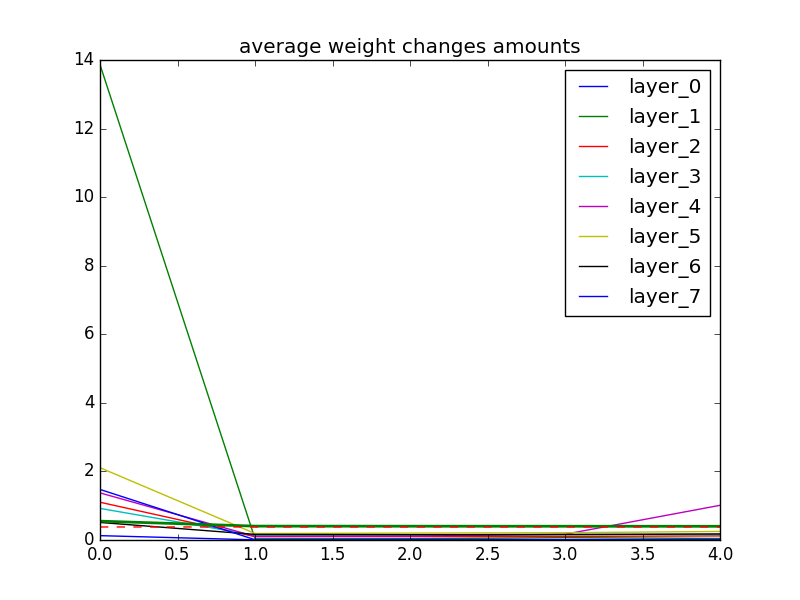 average weight changes amounts
14
12
10
8
6
4
2
0
layer_0
layer_1
layer_2
layer_3
layer_4
layer_5
layer_6
layer_7
0.0 0.5 1.0 1.5 2.0 2.5 3.0 3.5 4.0